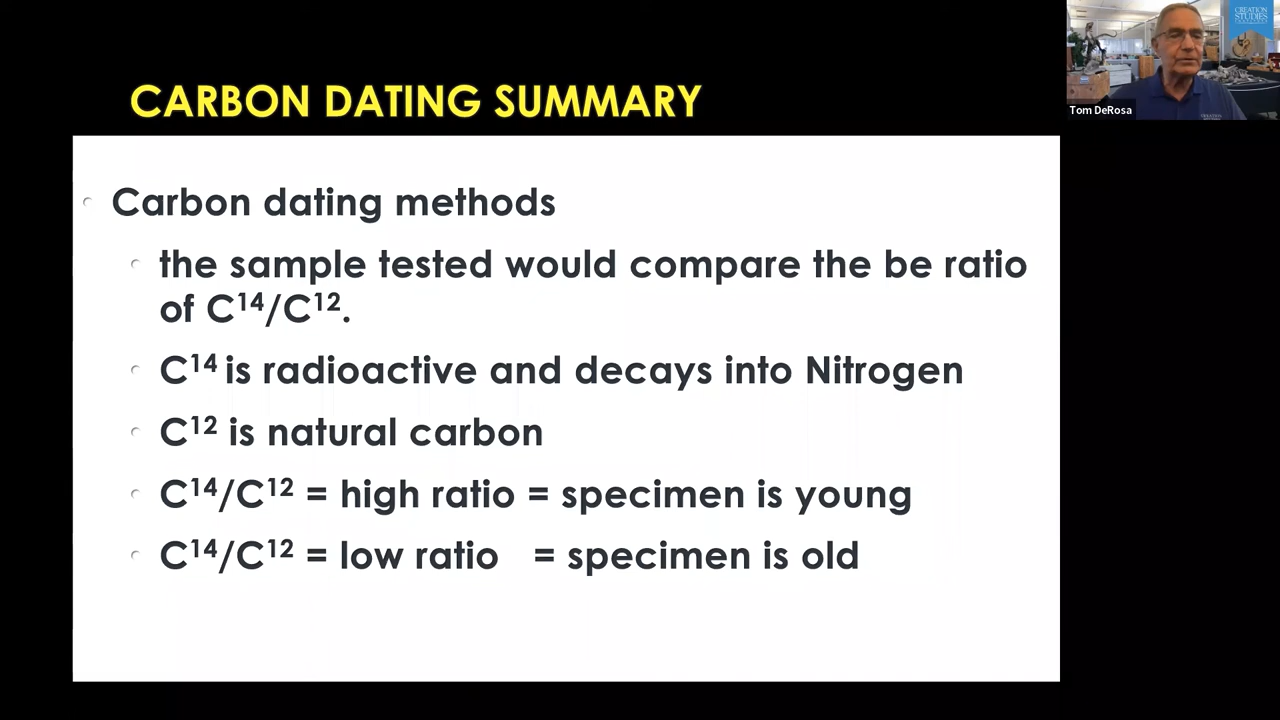 CREATION
STUDIES
Tom DeRosa
CARBON DATING SUMMARY
Carbon dating methods
the sample tested would compare the be ratio
of C¹⁴/C¹².
C¹⁴ is radioactive and decays into Nitrogen
C¹² is natural carbon
C¹⁴/C¹² = high ratio = specimen is young
C¹⁴/C¹² = low ratio = specimen is old